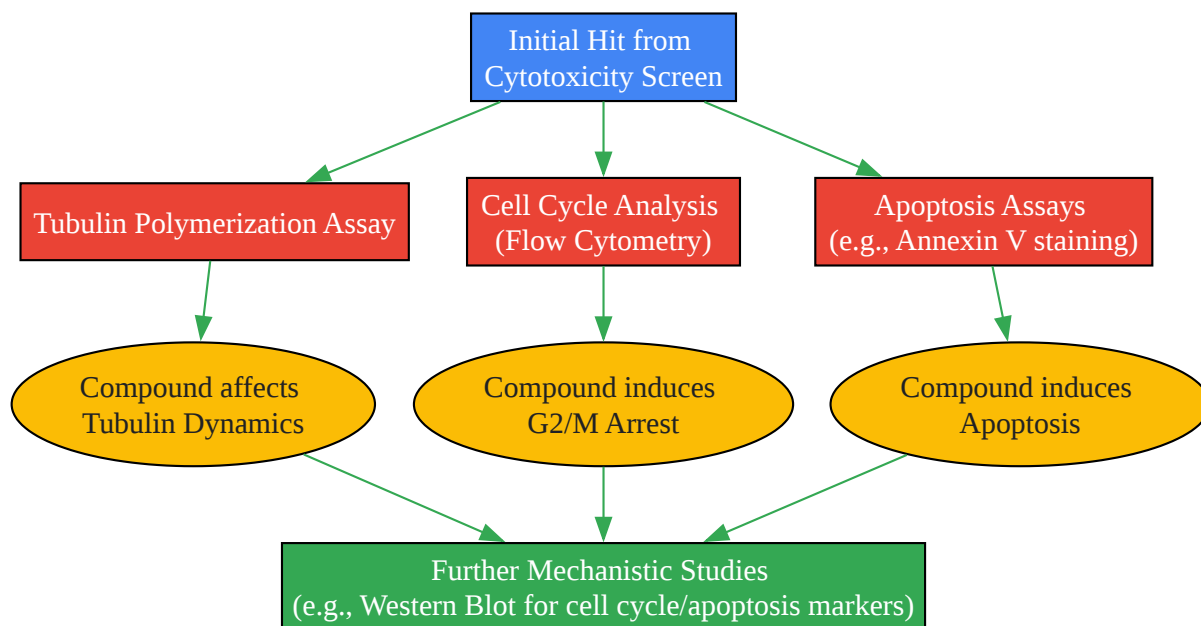 Initial Hit from
Cytotoxicity Screen
Tubulin Polymerization Assay
Cell Cycle Analysis
(Flow Cytometry)
Apoptosis Assays
(e.g., Annexin V staining)
Compound affects
Tubulin Dynamics
Compound induces
G2/M Arrest
Compound induces
Apoptosis
Further Mechanistic Studies
(e.g., Western Blot for cell cycle/apoptosis markers)